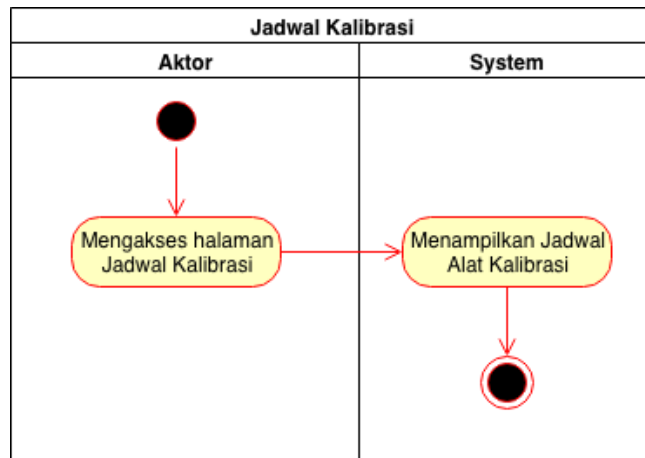 Jadwal Kalibrasi
Aktor
System
Mengakses halaman
Jadwal Kalibrasi
Menampilkan Jadwal
Alat Kalibrasi